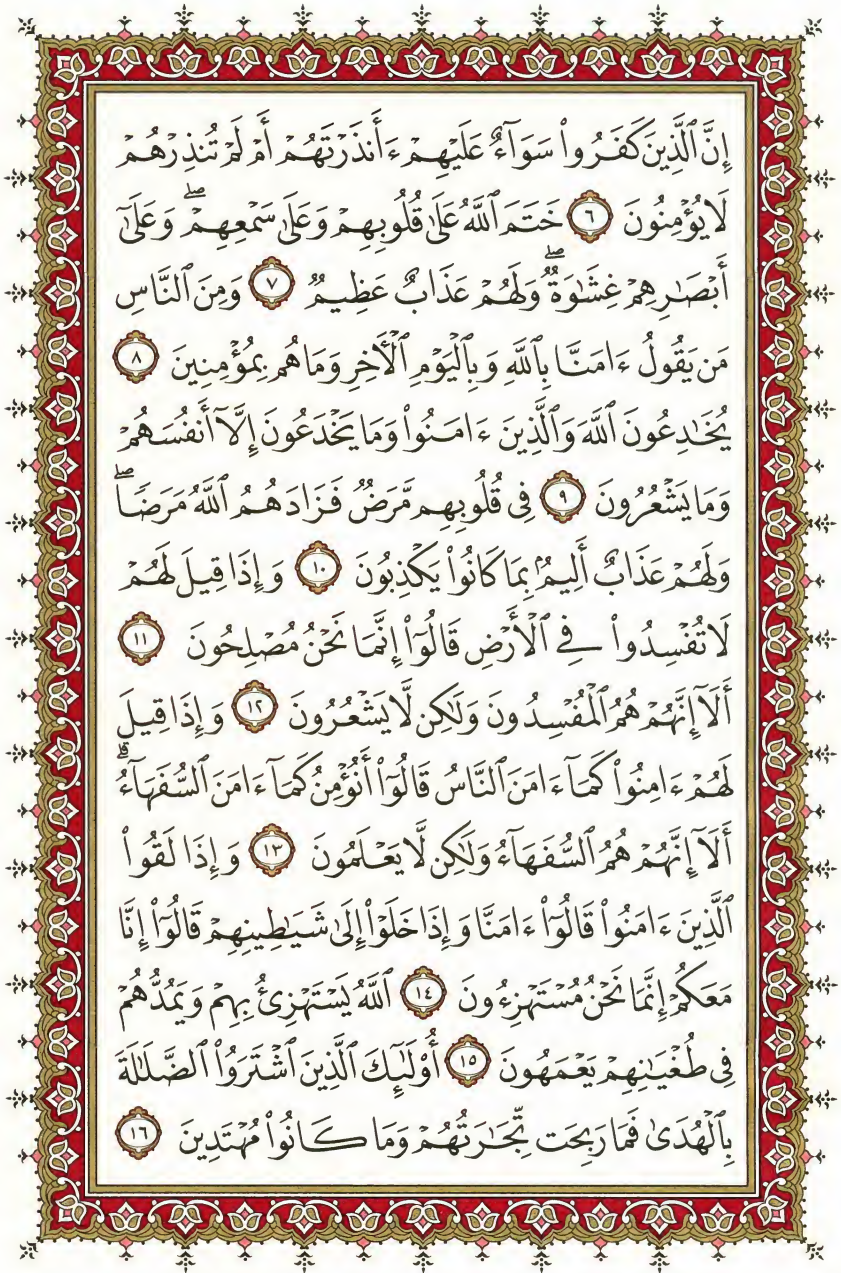 إِنَّ ٱلَّذِينَ كَفَرُوا۟ سَوَآءٌ عَلَيْهِمْ ءَأَنذَرْتَهُمْ أَمْ لَمْ تُنذِرْهُمْ
لَا يُؤْمِنُونَ ٦ خَتَمَ ٱللَّهُ عَلَىٰ قُلُوبِهِمْ وَعَلَىٰ سَمْعِهِمْ ۖ وَعَلَىٰٓ
أَبْصَـٰرِهِمْ غِشَـٰوَةٌ ۖ وَلَهُمْ عَذَابٌ عَظِيمٌ ٧ وَمِنَ ٱلنَّاسِ
مَن يَقُولُ ءَامَنَّا بِٱللَّهِ وَبِٱلْيَوْمِ ٱلْـَٔاخِرِ وَمَا هُم بِمُؤْمِنِينَ ٨
يُخَـٰدِعُونَ ٱللَّهَ وَٱلَّذِينَ ءَامَنُوا۟ وَمَا يَخْدَعُونَ إِلَّآ أَنفُسَهُمْ
وَمَا يَشْعُرُونَ ٩ فِى قُلُوبِهِم مَّرَضٌ فَزَادَهُمُ ٱللَّهُ مَرَضًا ۖ
وَلَهُمْ عَذَابٌ أَلِيمٌۢ بِمَا كَانُوا۟ يَكْذِبُونَ ١٠ وَإِذَا قِيلَ لَهُمْ
لَا تُفْسِدُوا۟ فِى ٱلْأَرْضِ قَالُوٓا۟ إِنَّمَا نَحْنُ مُصْلِحُونَ ١١
أَلَآ إِنَّهُمْ هُمُ ٱلْمُفْسِدُونَ وَلَـٰكِن لَّا يَشْعُرُونَ ١٢ وَإِذَا قِيلَ
لَهُمْ ءَامِنُوا۟ كَمَآ ءَامَنَ ٱلنَّاسُ قَالُوٓا۟ أَنُؤْمِنُ كَمَآ ءَامَنَ ٱلسُّفَهَآءُ ۗ
أَلَآ إِنَّهُمْ هُمُ ٱلسُّفَهَآءُ وَلَـٰكِن لَّا يَعْلَمُونَ ١٣ وَإِذَا لَقُوا۟
ٱلَّذِينَ ءَامَنُوا۟ قَالُوٓا۟ ءَامَنَّا وَإِذَا خَلَوْا۟ إِلَىٰ شَيَـٰطِينِهِمْ قَالُوٓا۟ إِنَّا
مَعَكُمْ إِنَّمَا نَحْنُ مُسْتَهْزِءُونَ ١٤ ٱللَّهُ يَسْتَهْزِئُ بِهِمْ وَيَمُدُّهُمْ
فِى طُغْيَـٰنِهِمْ يَعْمَهُونَ ١٥ أُو۟لَـٰٓئِكَ ٱلَّذِينَ ٱشْتَرَوُا۟ ٱلضَّلَـٰلَةَ
بِٱلْهُدَىٰ فَمَا رَبِحَت تِّجَـٰرَتُهُمْ وَمَا كَانُوا۟ مُهْتَدِينَ ١٦